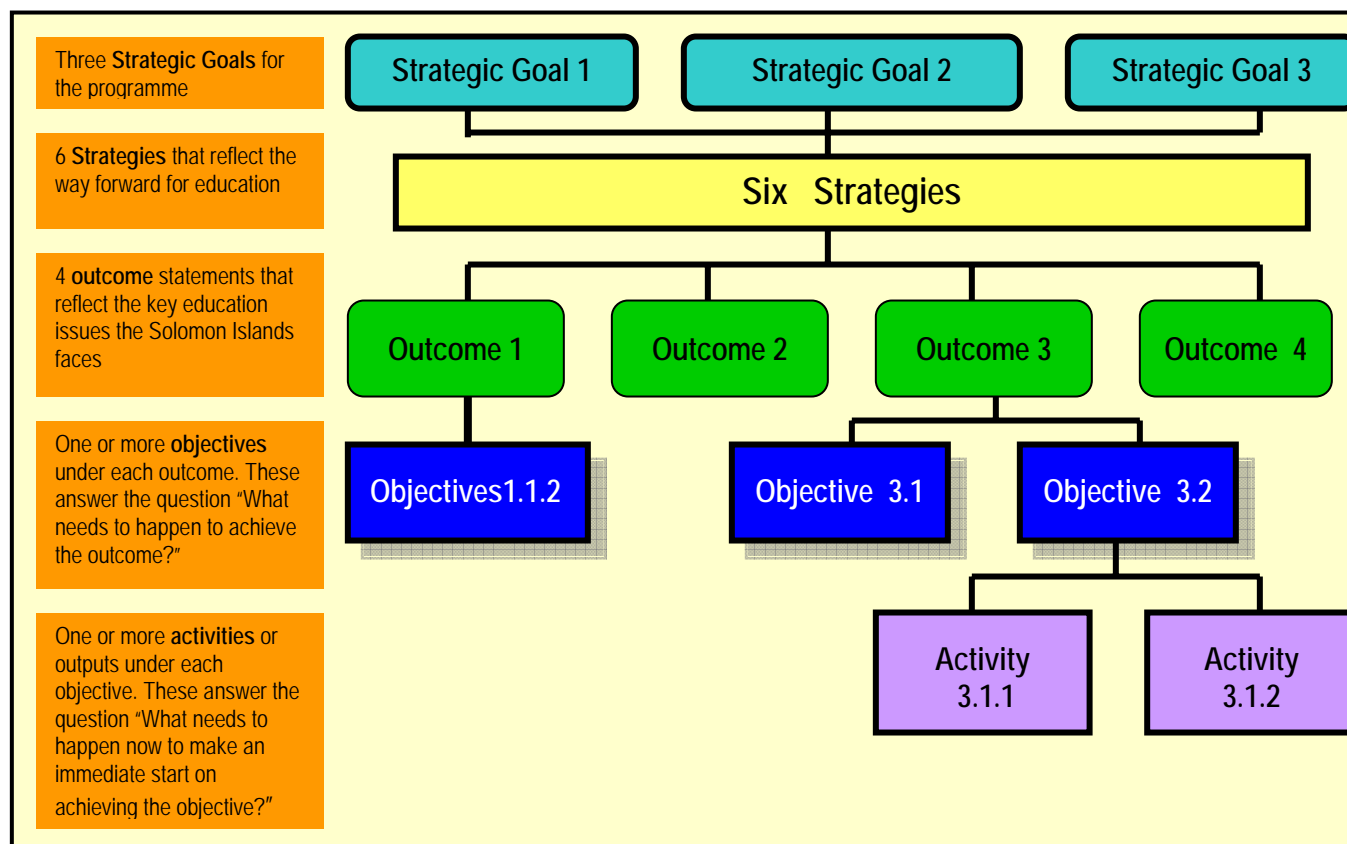 Three Strategic Goals for
the programme
Strategic Goal 1
Strategic Goal 2
Strategic Goal 3
6 Strategies that reflect the
way forward for education
Six Strategies
4 outcome statements that
reflect the key education
issues the Solomon Islands
faces
Outcome 1
Outcome 2
Outcome 3
Outcome 4
One or more objectives
under each outcome. These
answer the question “What
needs to happen to achieve
the outcome?”
Objectives1.1.2
Objective 3.1
Objective 3.2
One or more activities or
outputs under each
objective. These answer the
question “What needs to
happen now to make an
immediate start on
achieving the objective?”
Activity
3.1.1
Activity
3.1.2